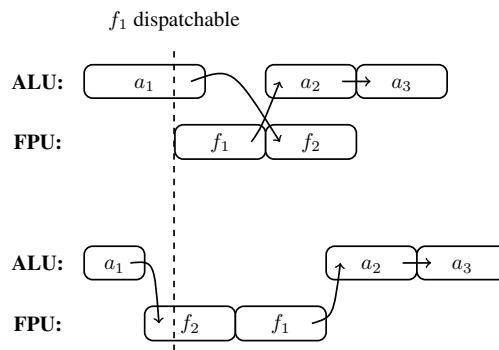 f₁ dispatchable
ALU: a₁ a₂ a₃
FPU: f₁ f₂
ALU: a₁ a₂ a₃
FPU: f₂ f₁